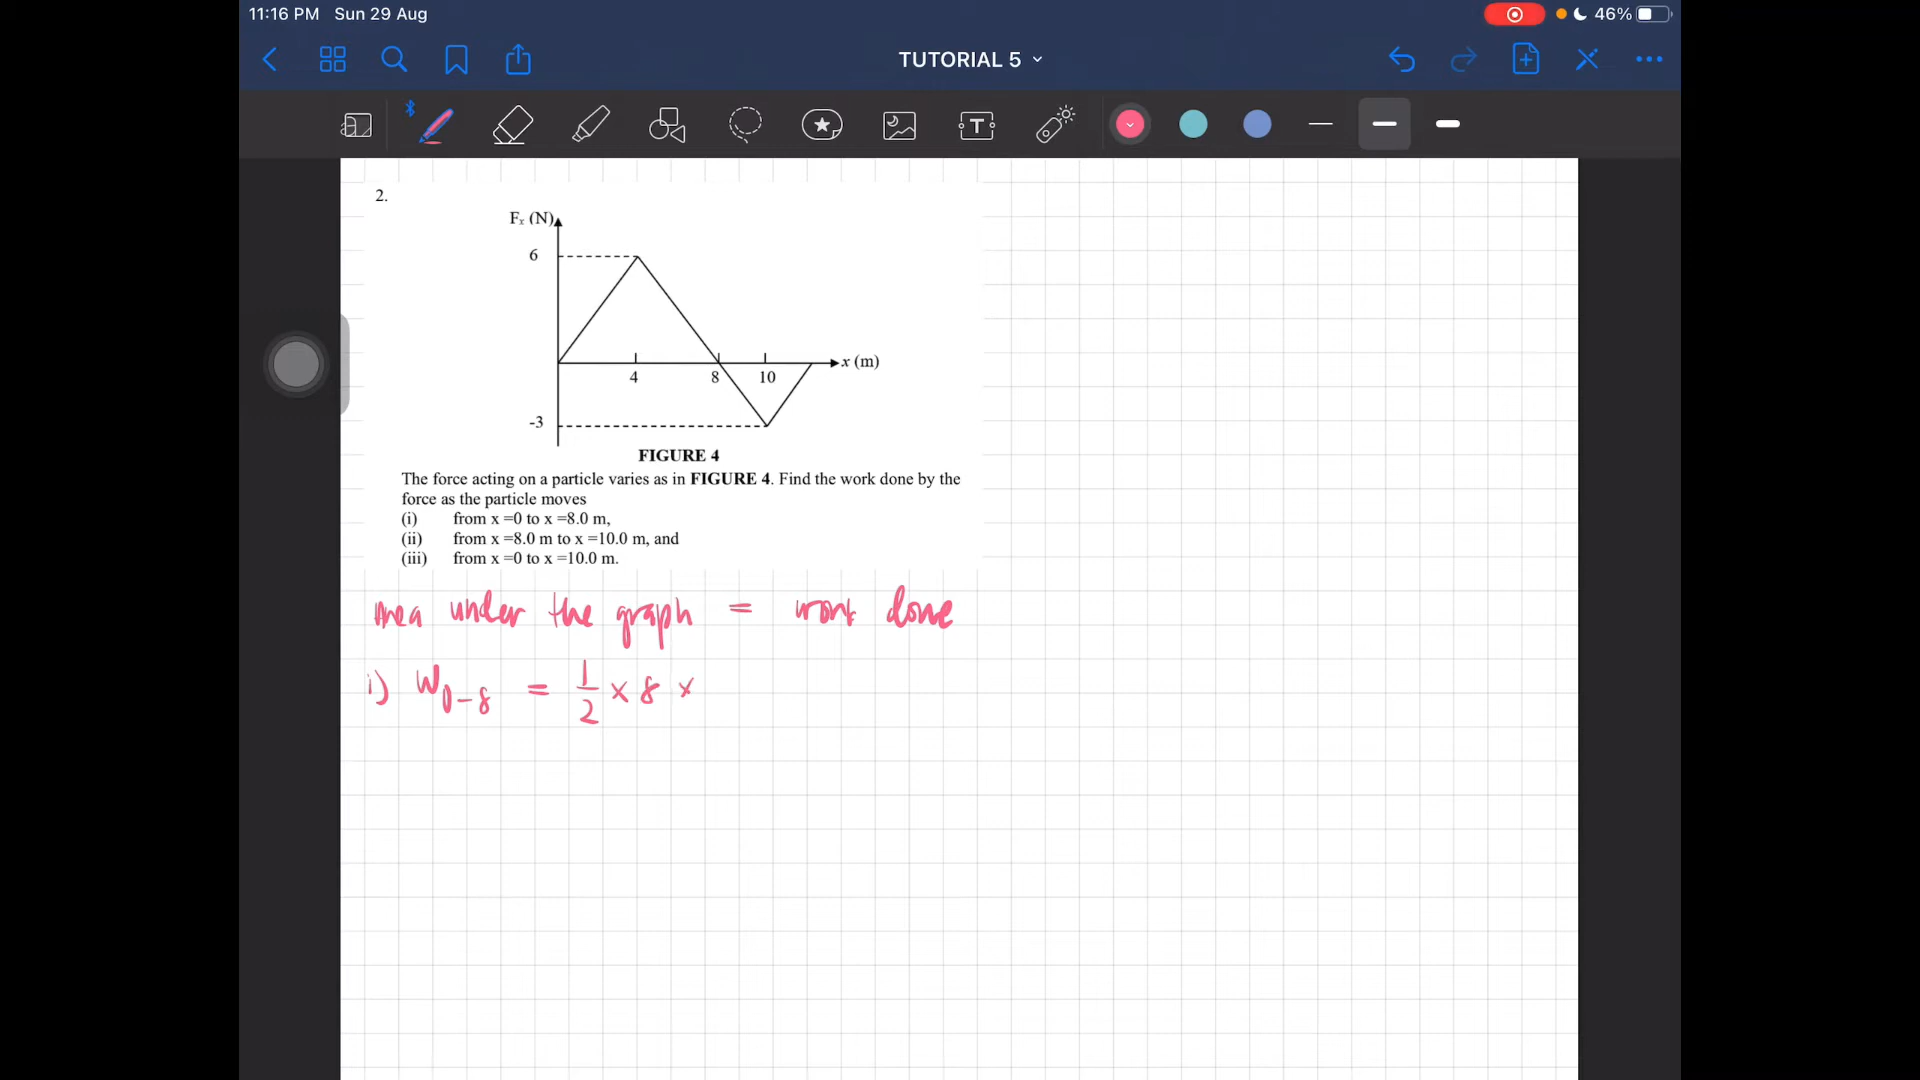 11:16 PM Sun 29 Aug
46%
TUTORIAL 5
T
2.
Fx (N)
6
x (m)
4 8 10
-3
FIGURE 4
The force acting on a particle varies as in FIGURE 4. Find the work done by the
force as the particle moves
(i) from x =0 to x =8.0 m,
(ii) from x =8.0 m to x =10.0 m, and
(iii) from x =0 to x =10.0 m.
Area under the graph = work done
i) W0-8 = 1/2 × 8 ×